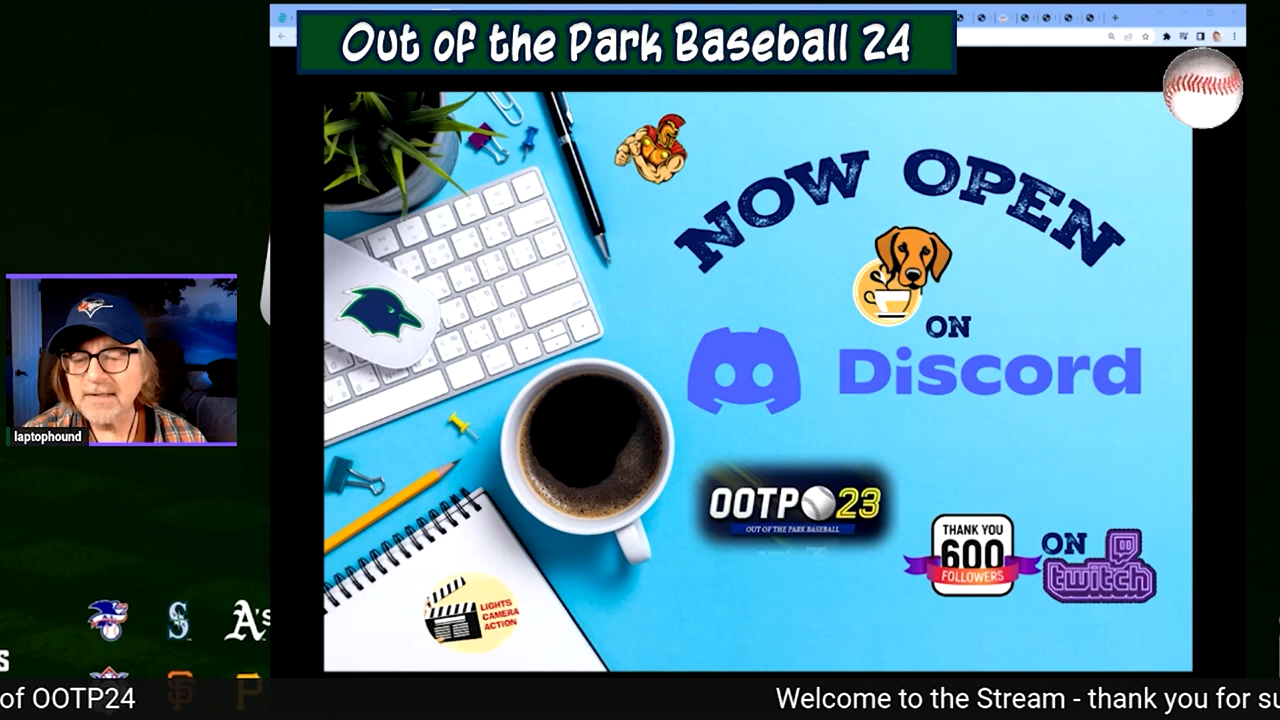 Out of the Park Baseball 24
NOW OPEN
ON
Discord
laptophound
OOTP 23
OUT OF THE PARK BASEBALL
THANK YOU
600
FOLLOWERS
ON
twitch
LIGHTS
CAMERA
ACTION
S
A's
S
SF
P
of OOTP24
Welcome to the Stream - thank you for su